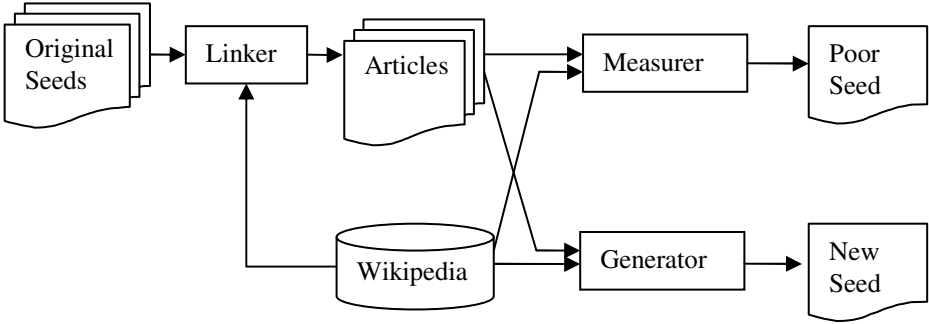 Original
Seeds
Linker
Articles
Measurer
Poor
Seed
Wikipedia
Generator
New
Seed